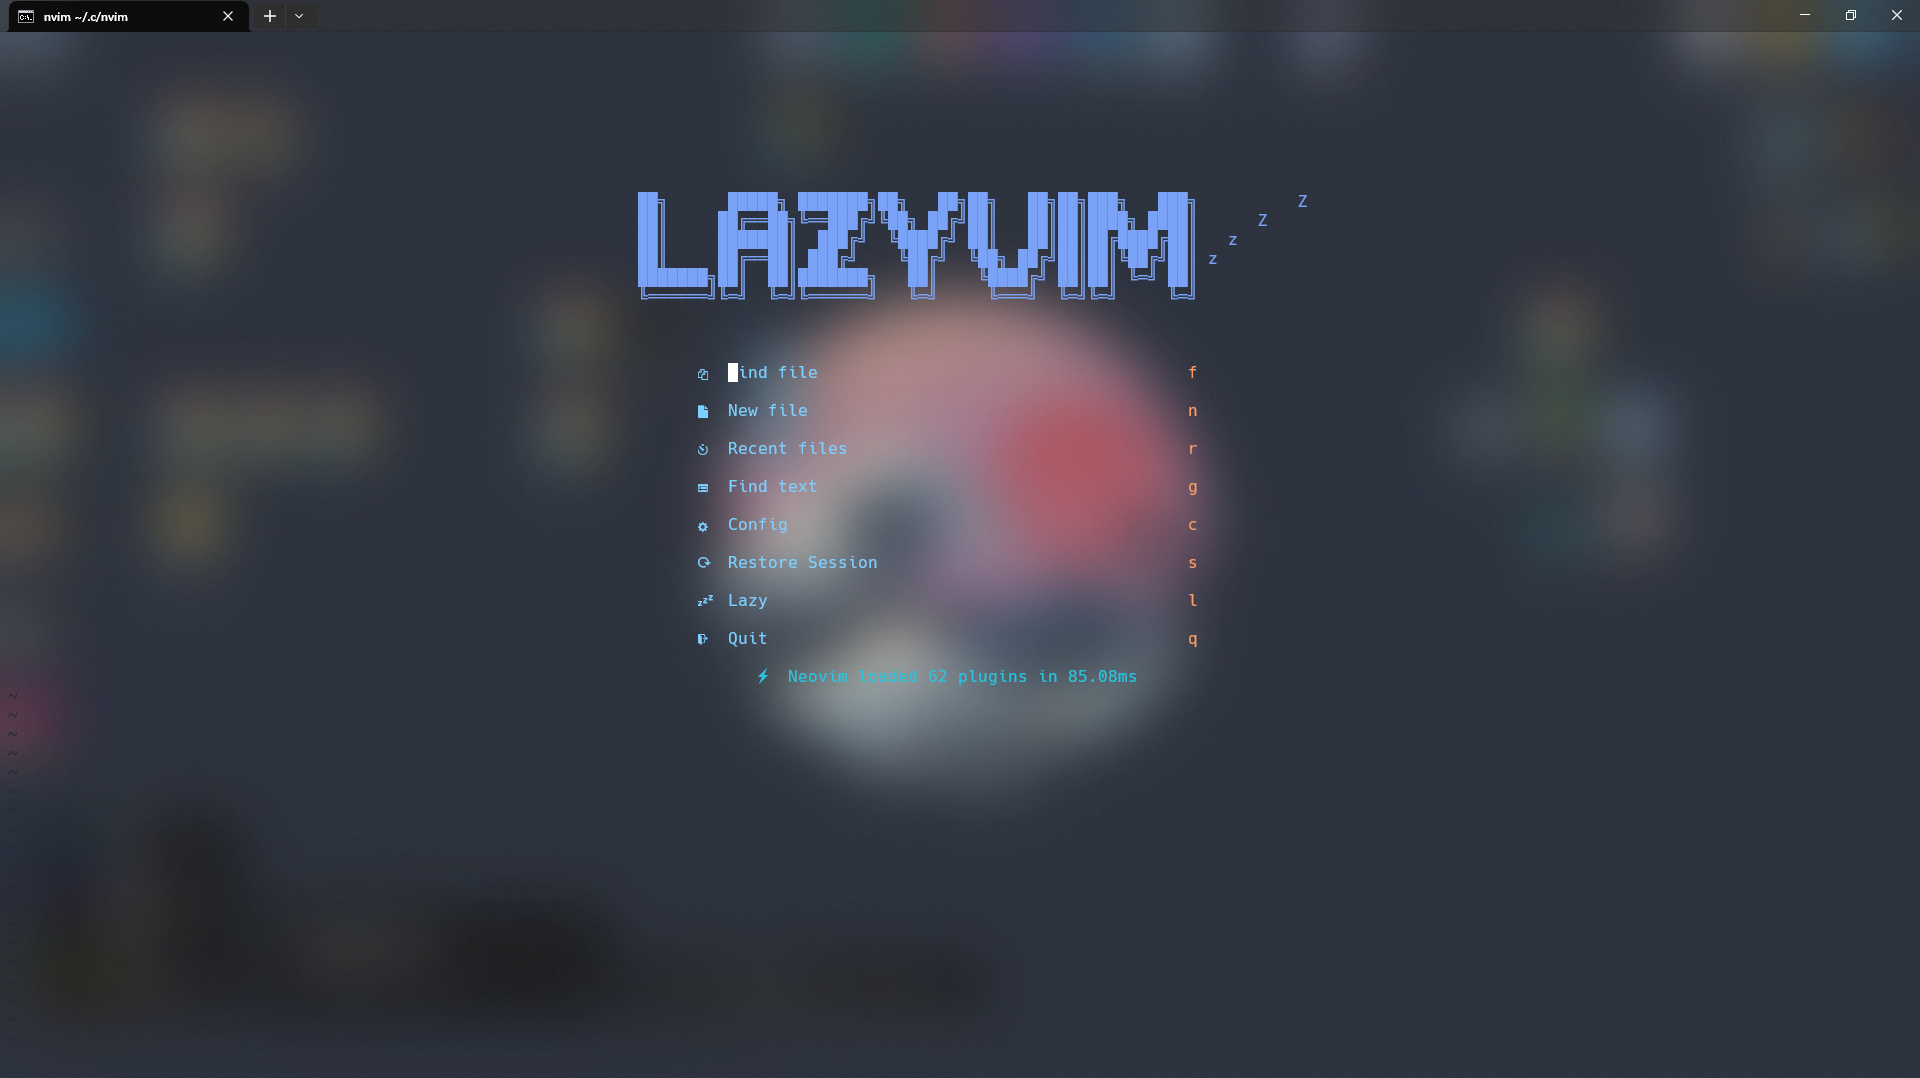 nvim ~/.c/nvim
LAZYVIM
Z
Z
z
z
ind file f
New file n
Recent files r
Find text g
Config c
Restore Session s
zzz Lazy l
Quit q
Neovim loaded 62 plugins in 85.08ms
~
~
~
~
~
~
~